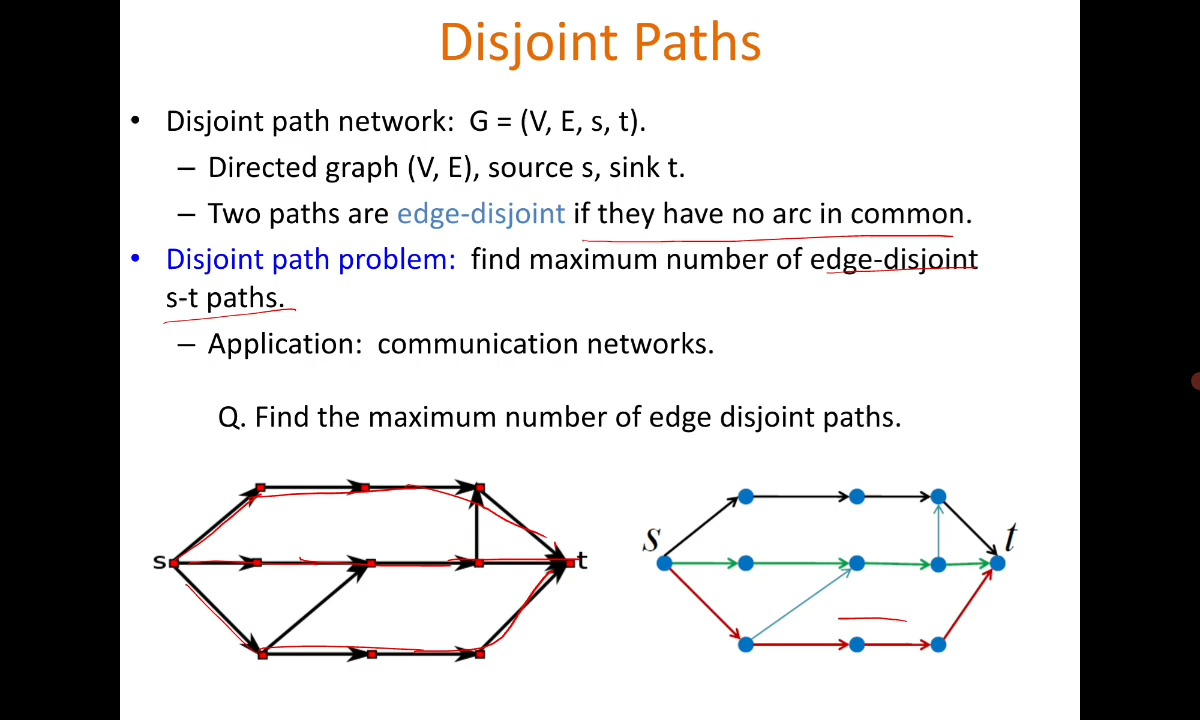 Disjoint Paths
• Disjoint path network: G = (V, E, s, t).
– Directed graph (V, E), source s, sink t.
– Two paths are edge-disjoint if they have no arc in common.
• Disjoint path problem: find maximum number of edge-disjoint
s-t paths.
– Application: communication networks.
Q. Find the maximum number of edge disjoint paths.
s
t
s
t